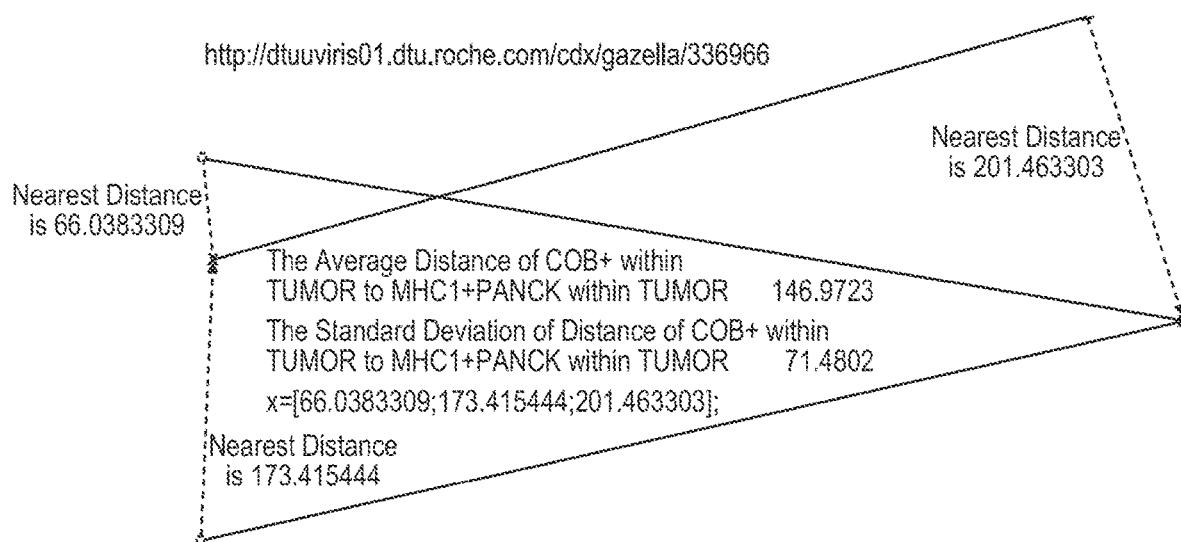 http://dtuuviris01.dtu.roche.com/cdx/gazella/336966
Nearest Distance
is 201.463303
Nearest Distance
is 66.0383309
The Average Distance of COB+ within
TUMOR to MHC1+PANCK within TUMOR 146.9723
The Standard Deviation of Distance of COB+ within
TUMOR to MHC1+PANCK within TUMOR 71.4802
x=[66.0383309;173.415444;201.463303];
Nearest Distance
is 173.415444